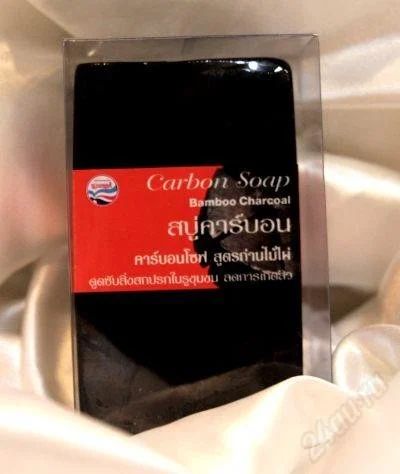 Carbon Soap
Bamboo Charcoal
สบู่คาร์บอน
คาร์บอนโซฟ สูตรถ่านไม้ไผ่
ดูดซับสิ่งสกปรกในรูขุมขน ลดการเกิดสิว
24au.ru